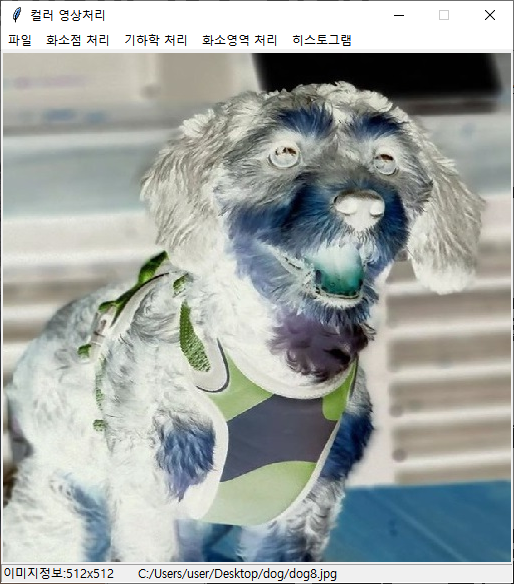 컬러 영상처리
파일 화소점 처리 기하학 처리 화소영역 처리 히스토그램
이미지정보:512x512 C:/Users/user/Desktop/dog/dog8.jpg